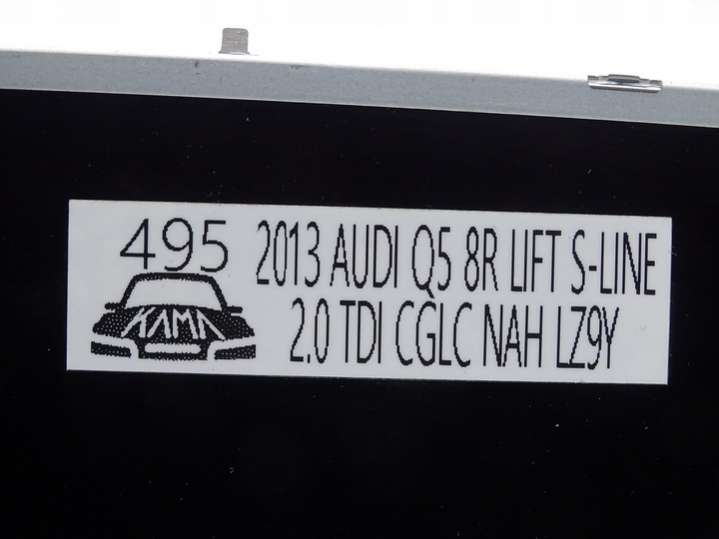 495
2013 AUDI Q5 8R LIFT S-LINE
2.0 TDI CGLC NAH LZ9Y
KAMA